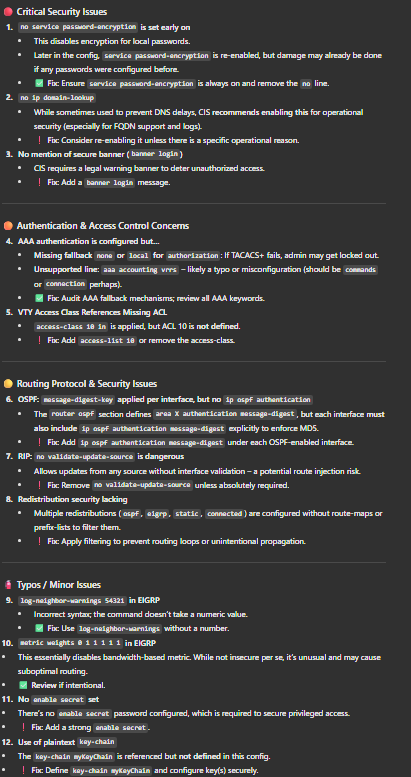 Critical Security Issues
1. no service password-encryption is set early on
• This disables encryption for local passwords.
• Later in the config, service password-encryption is re-enabled, but damage may already be done
if any passwords were configured before.
• ✅ Fix: Ensure service password-encryption is always on and remove the no line.
2. no ip domain-lookup
• While sometimes used to prevent DNS delays, CIS recommends enabling this for operational
security (especially for FQDN support and logs).
• ❗ Fix: Consider re-enabling it unless there is a specific operational reason.
3. No mention of secure banner (banner login)
• CIS requires a legal warning banner to deter unauthorized access.
• ❗ Fix: Add a banner login message.
Authentication & Access Control Concerns
4. AAA authentication is configured but...
• Missing fallback none or local for authorization: If TACACS+ fails, admin may get locked out.
• Unsupported line: aaa accounting vrrs – likely a typo or misconfiguration (should be commands
or connection perhaps).
• ✅ Fix: Audit AAA fallback mechanisms; review all AAA keywords.
5. VTY Access Class References Missing ACL
• access-class 10 in is applied, but ACL 10 is not defined.
• ❗ Fix: Add access-list 10 or remove the access-class.
Routing Protocol & Security Issues
6. OSPF: message-digest-key applied per interface, but no ip ospf authentication
• The router ospf section defines area X authentication message-digest, but each interface must
also include ip ospf authentication message-digest explicitly to enforce MD5.
• ❗ Fix: Add ip ospf authentication message-digest under each OSPF-enabled interface.
7. RIP: no validate-update-source is dangerous
• Allows updates from any source without interface validation – a potential route injection risk.
• ❗ Fix: Remove no validate-update-source unless absolutely required.
8. Redistribution security lacking
• Multiple redistributions (ospf, eigrp, static, connected) are configured without route-maps or
prefix-lists to filter them.
• ❗ Fix: Apply filtering to prevent routing loops or unintentional propagation.
Typos / Minor Issues
9. log-neighbor-warnings 54321 in EIGRP
• Incorrect syntax; the command doesn't take a numeric value.
• ✅ Fix: Use log-neighbor-warnings without a number.
10. metric weights 0 1 1 1 1 1 in EIGRP
• This essentially disables bandwidth-based metric. While not insecure per se, it's unusual and may cause
suboptimal routing.
• ✅ Review if intentional.
11. No enable secret set
• There's no enable secret password configured, which is required to secure privileged access.
• ❗ Fix: Add a strong enable secret.
12. Use of plaintext key-chain
• The key-chain myKeyChain is referenced but not defined in this config.
• ❗ Fix: Define key-chain myKeyChain and configure key(s) securely.